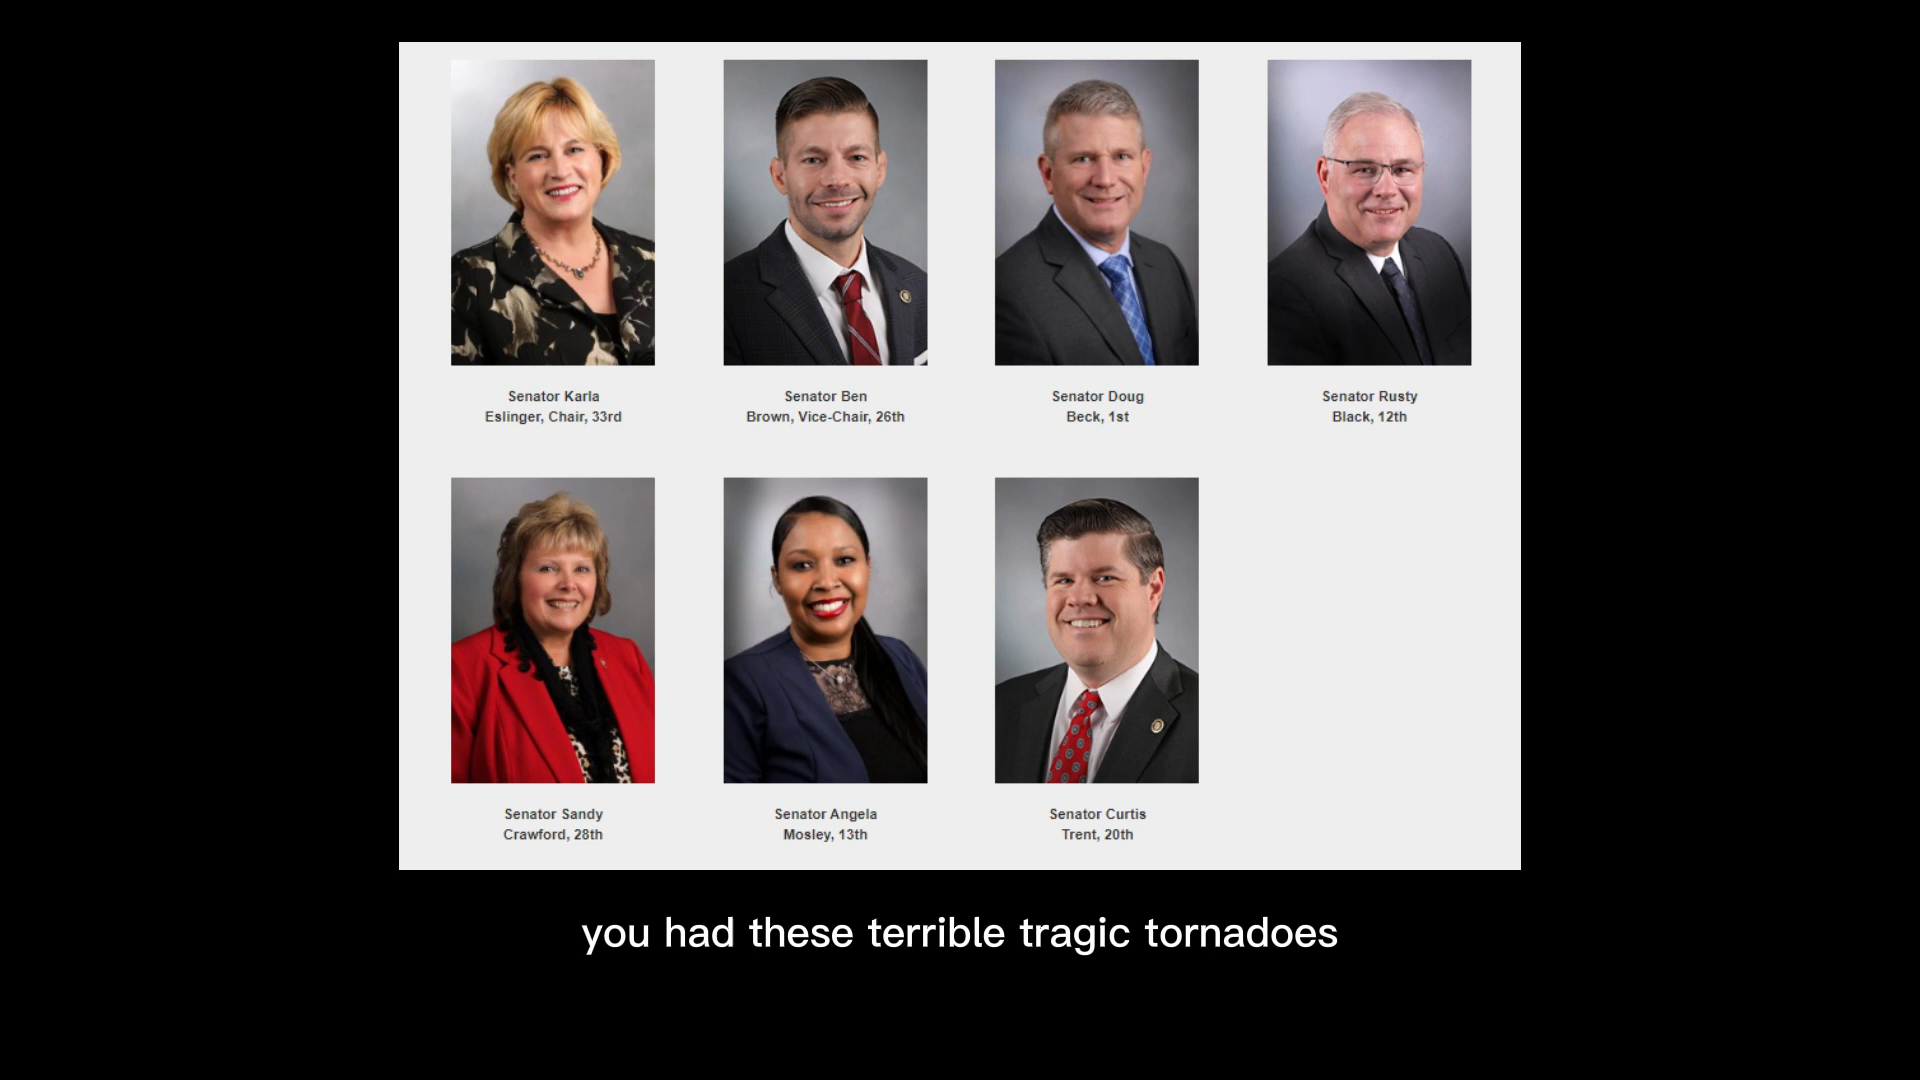 Senator Karla
Eslinger, Chair, 33rd
Senator Ben
Brown, Vice-Chair, 26th
Senator Doug
Beck, 1st
Senator Rusty
Black, 12th
Senator Sandy
Crawford, 28th
Senator Angela
Mosley, 13th
Senator Curtis
Trent, 20th
you had these terrible tragic tornadoes